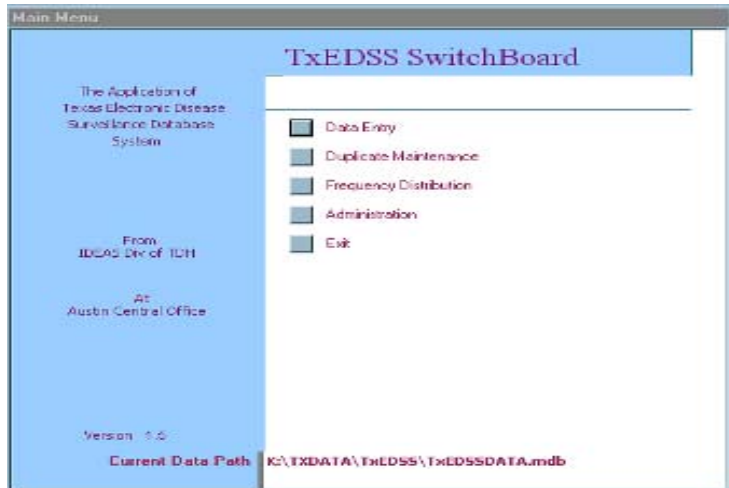 Main Menu
TxEDSS SwitchBoard
The Application of
Texas Electronic Disease
Surveillance Database
System
Data Entry
Duplicate Maintenance
Frequency Distribution
Administration
Exit
From
IDEAS Div of TDH
At
Austin Central Office
Version
Current Data Path K:\TXDATA\TxEDSS\TxEDSSDATA.mdb